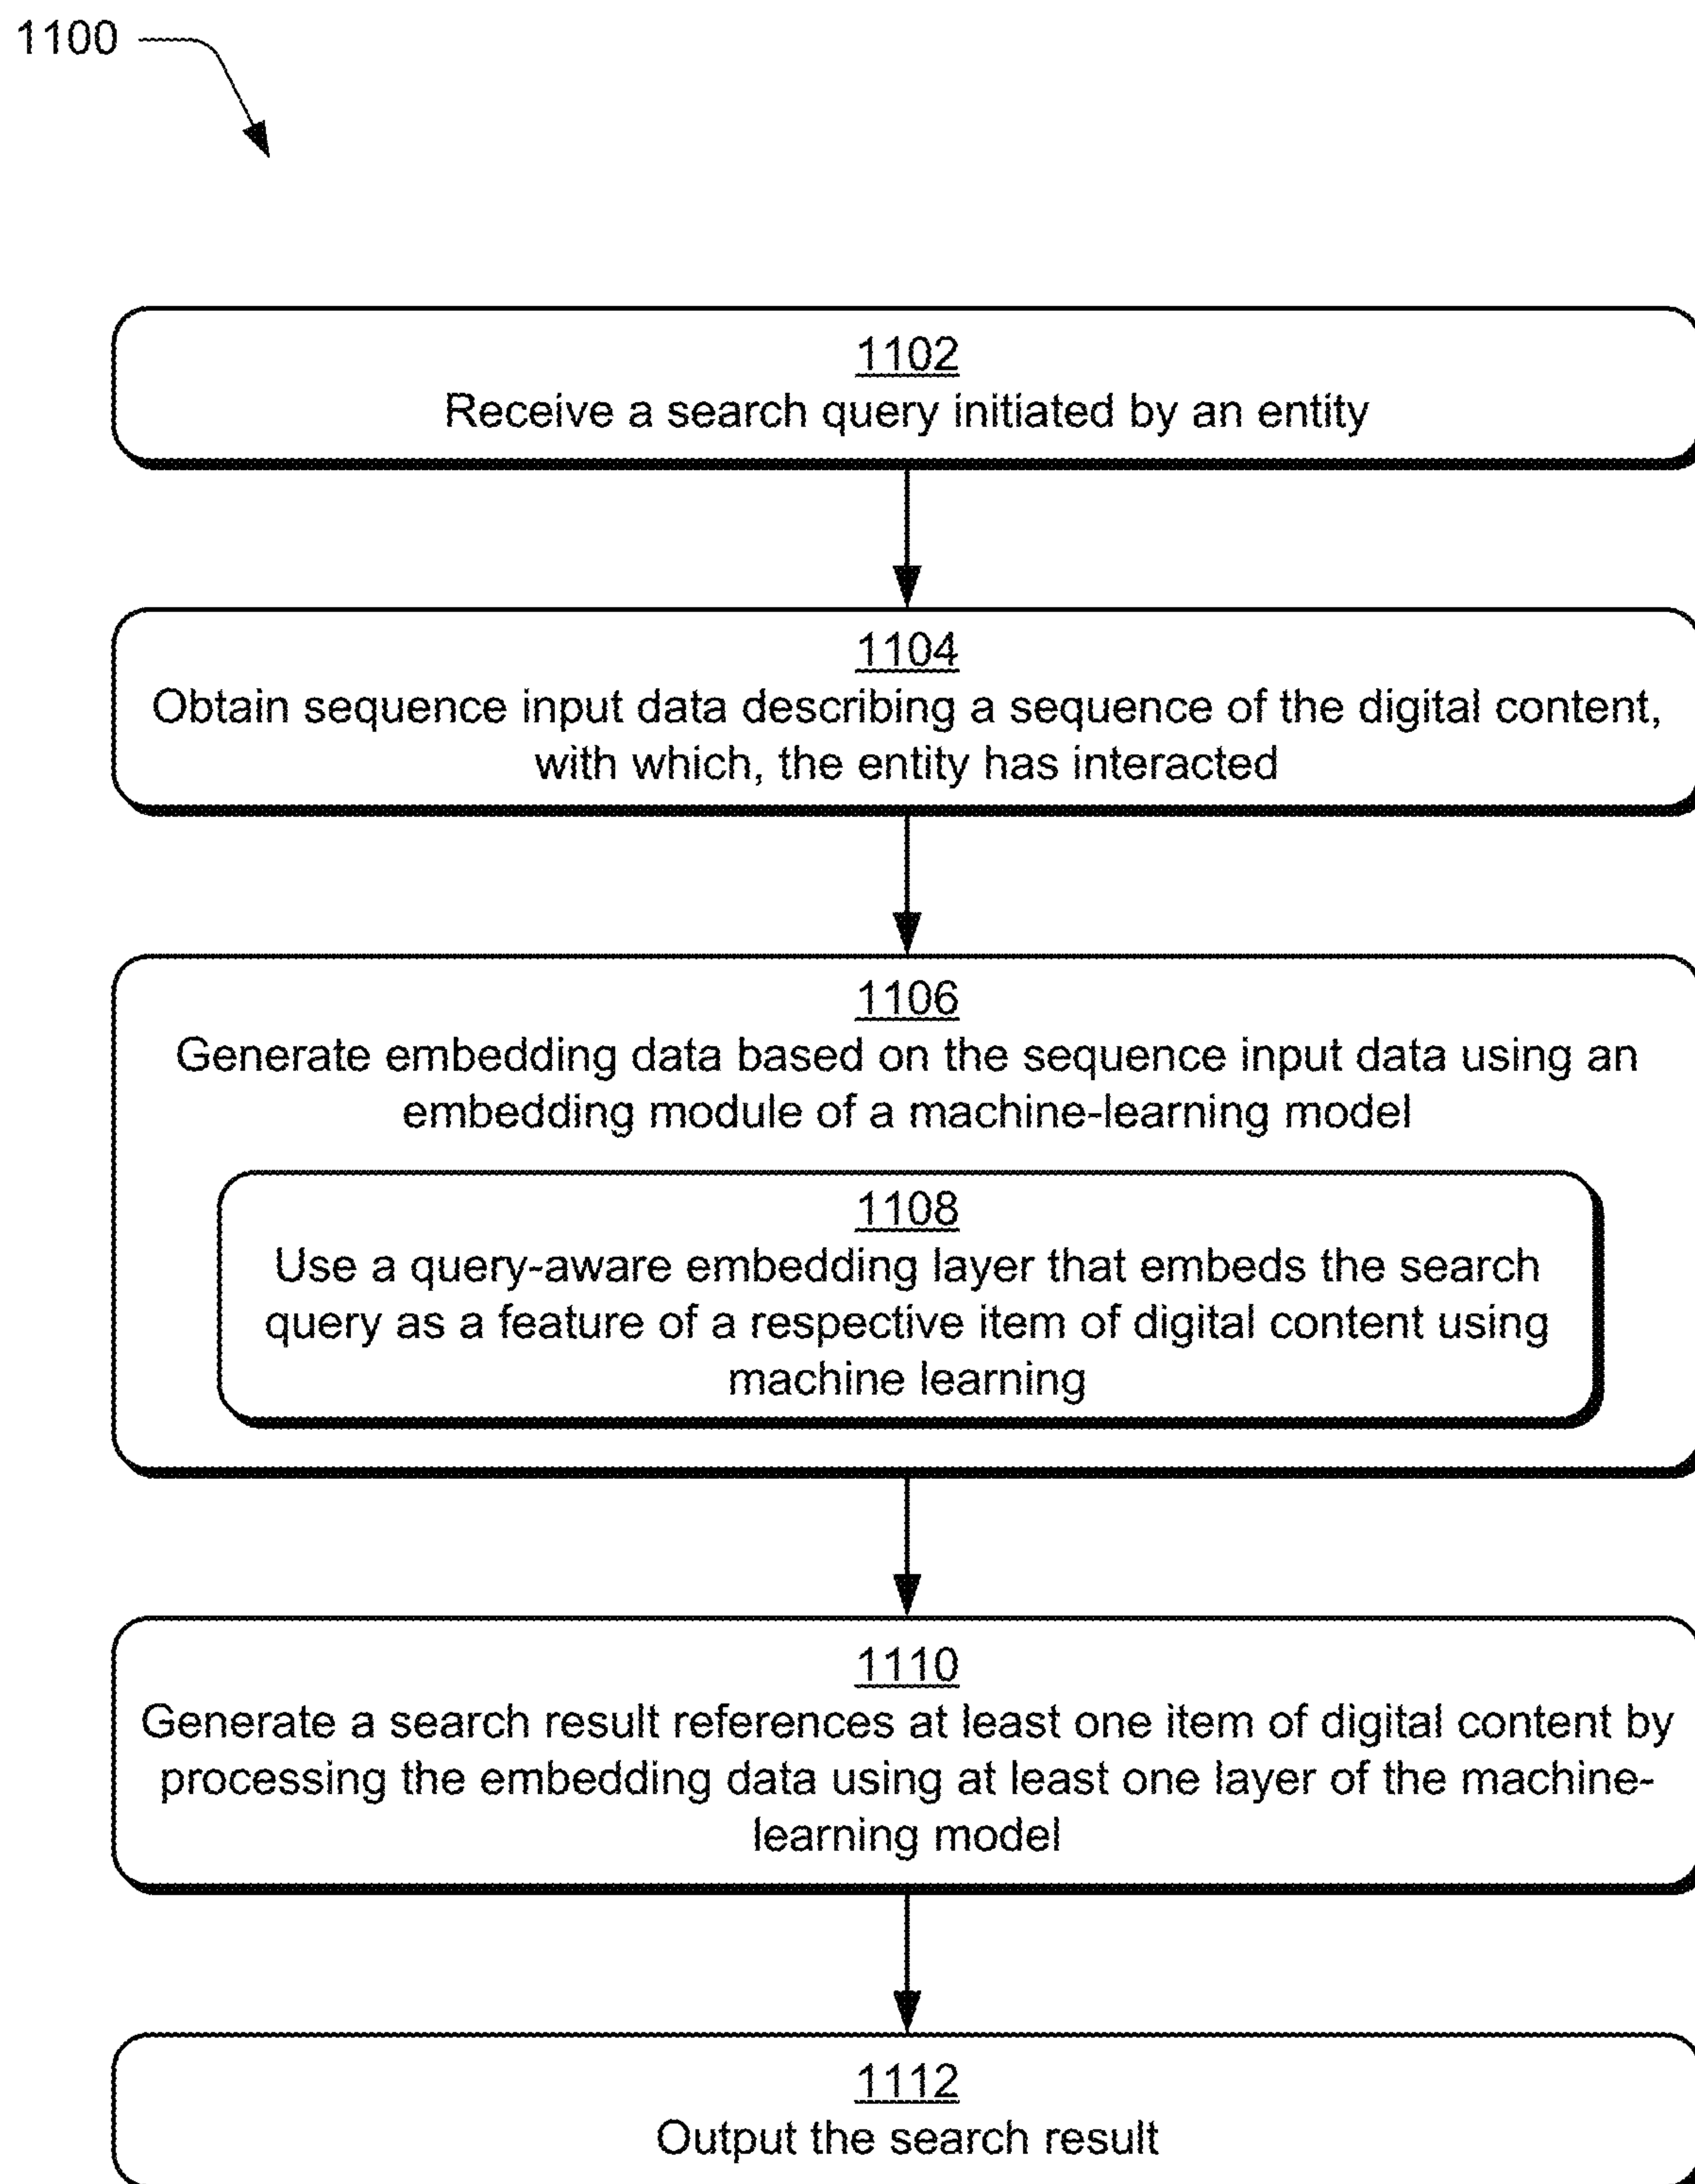 1100
1102
Receive a search query initiated by an entity
1104
Obtain sequence input data describing a sequence of the digital content,
with which, the entity has interacted
1106
Generate embedding data based on the sequence input data using an
embedding module of a machine-learning model
1108
Use a query-aware embedding layer that embeds the search
query as a feature of a respective item of digital content using
machine learning
1110
Generate a search result references at least one item of digital content by
processing the embedding data using at least one layer of the machine-
learning model
1112
Output the search result